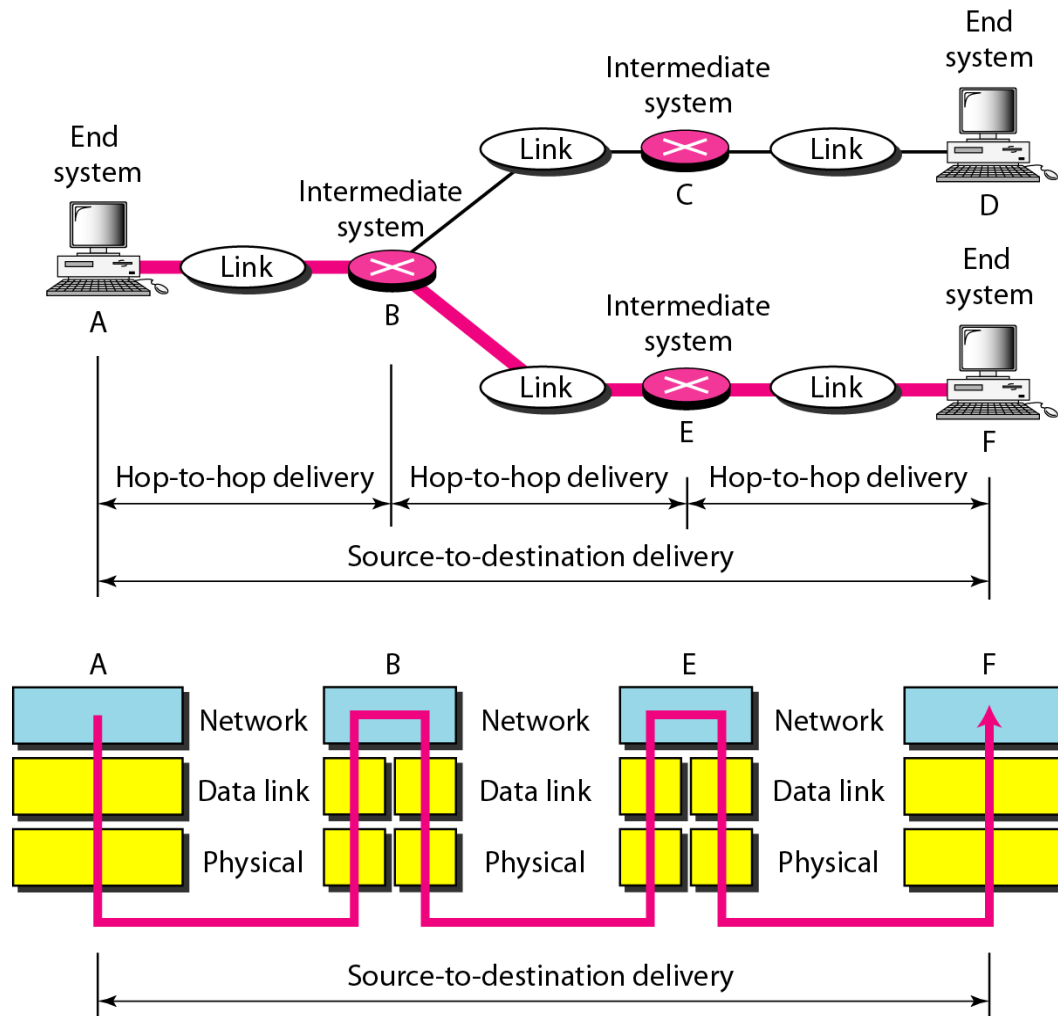 End
system
Intermediate
system
End
system
Link
Link
C
D
Intermediate
system
Link
A
B
Intermediate
system
End
system
Link
Link
E
F
Hop-to-hop delivery
Hop-to-hop delivery
Hop-to-hop delivery
Source-to-destination delivery
A
B
E
F
Network
Network
Network
Data link
Data link
Data link
Physical
Physical
Physical
Source-to-destination delivery